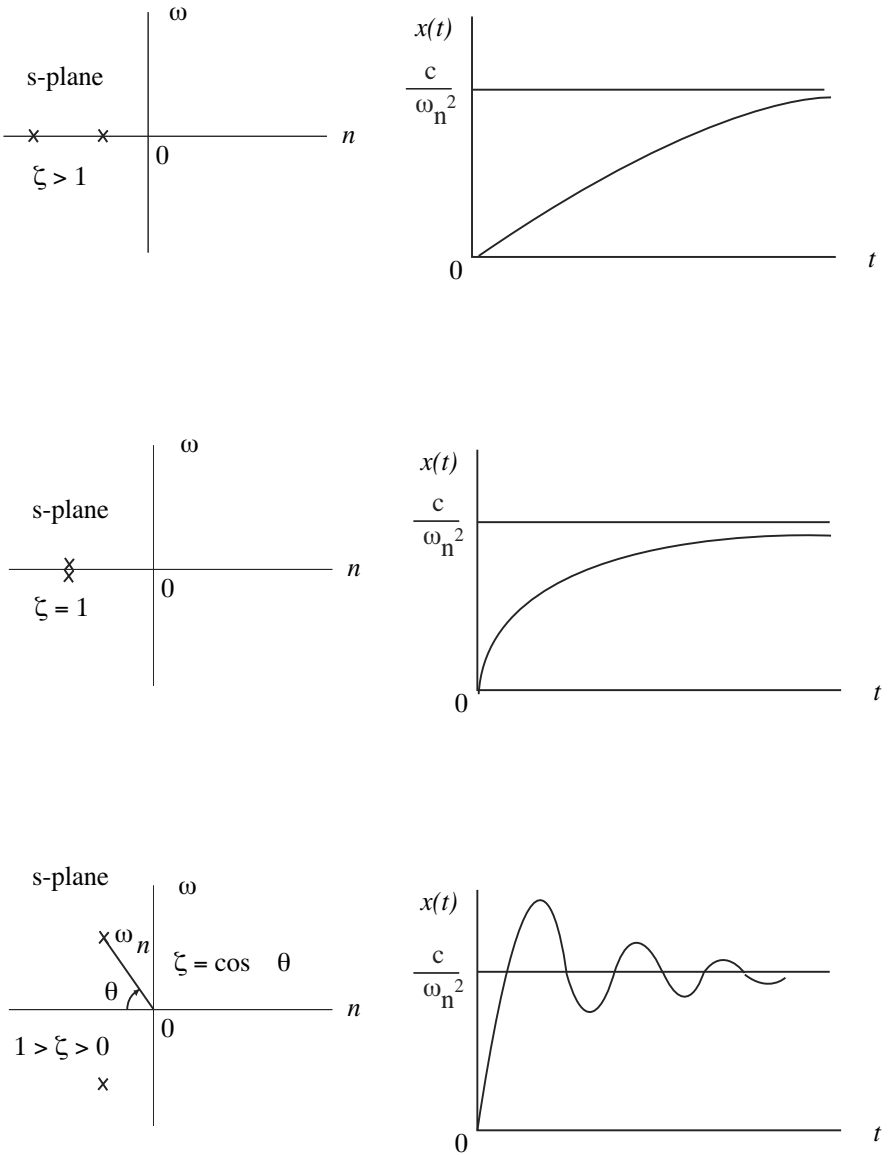 ω
s-plane
n
0
ζ > 1
x(t)
c
ωn²
0
t
ω
s-plane
n
0
ζ = 1
x(t)
c
ωn²
0
t
s-plane
ω
ωn
ζ = cos θ
θ
n
0
1 > ζ > 0
x(t)
c
ωn²
0
t